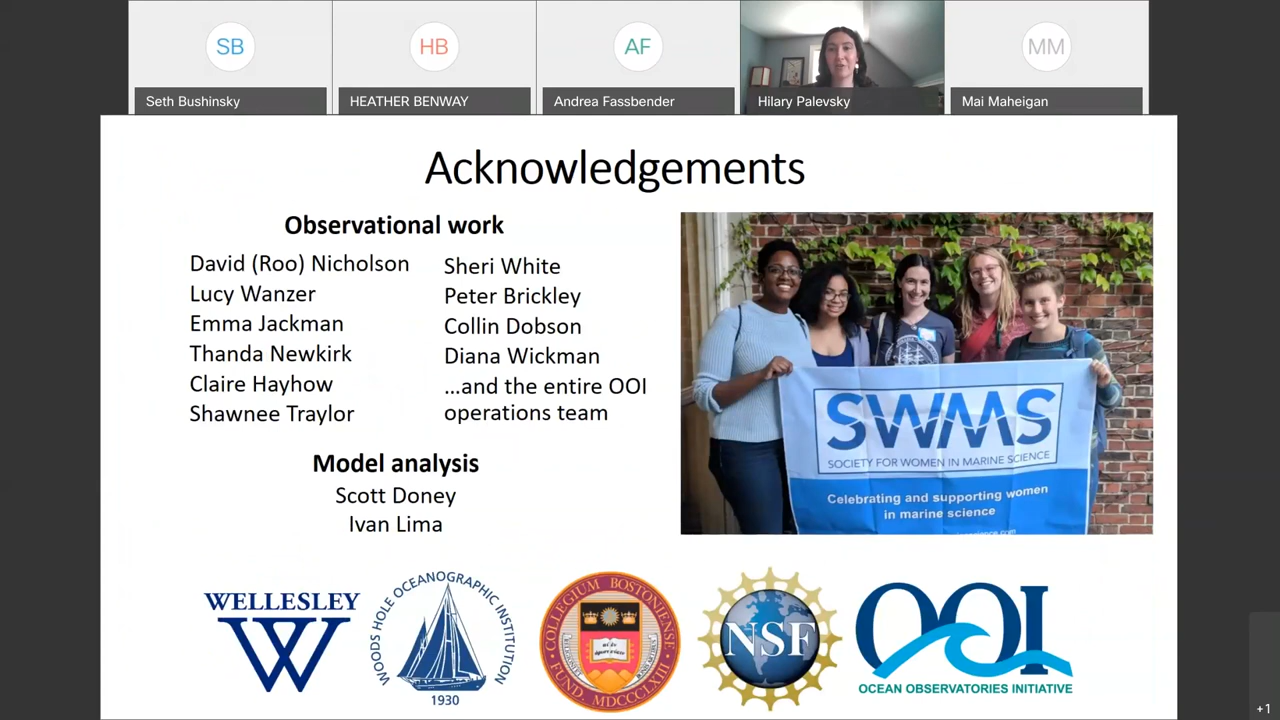 SB
HB
AF
MM
Seth Bushinsky
HEATHER BENWAY
Andrea Fassbender
Hilary Palevsky
Mai Maheigan
Acknowledgements
Observational work
David (Roo) Nicholson
Lucy Wanzer
Emma Jackman
Thanda Newkirk
Claire Hayhow
Shawnee Traylor
Sheri White
Peter Brickley
Collin Dobson
Diana Wickman
...and the entire OOI
operations team
Model analysis
Scott Doney
Ivan Lima
SWMS
SOCIETY FOR WOMEN IN MARINE SCIENCE
Celebrating and supporting women
in marine science
WELLESLEY
W
WOODS HOLE OCEANOGRAPHIC INSTITUTION
1930
COLLEGIUM BOSTONIENSE
FUND. MDCCCLXIII
NSF
OOI
OCEAN OBSERVATORIES INITIATIVE
+1